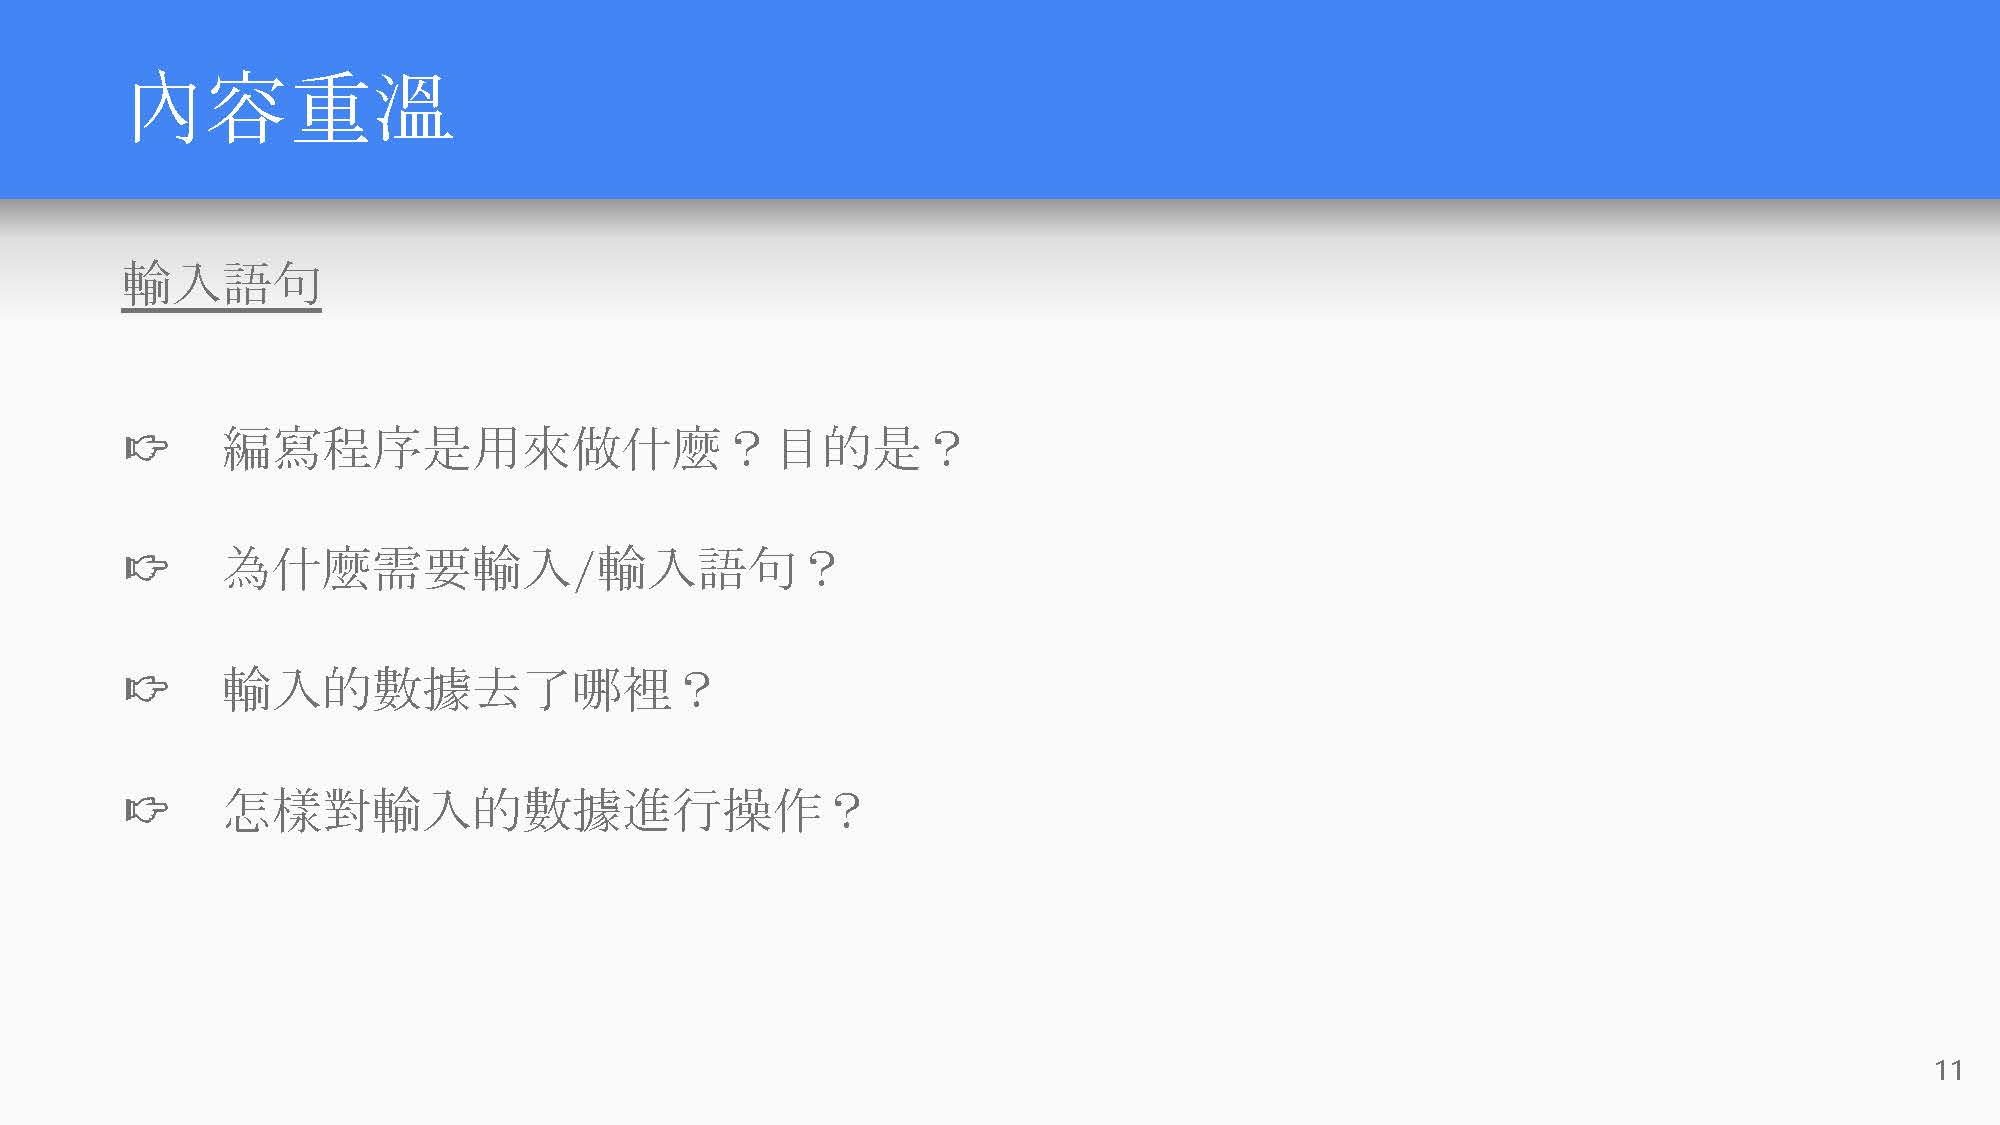 內容重溫
輸入語句
☞ 編寫程序是用來做什麼？目的是？
☞ 為什麼需要輸入/輸入語句？
☞ 輸入的數據去了哪裡？
☞ 怎樣對輸入的數據進行操作？
11